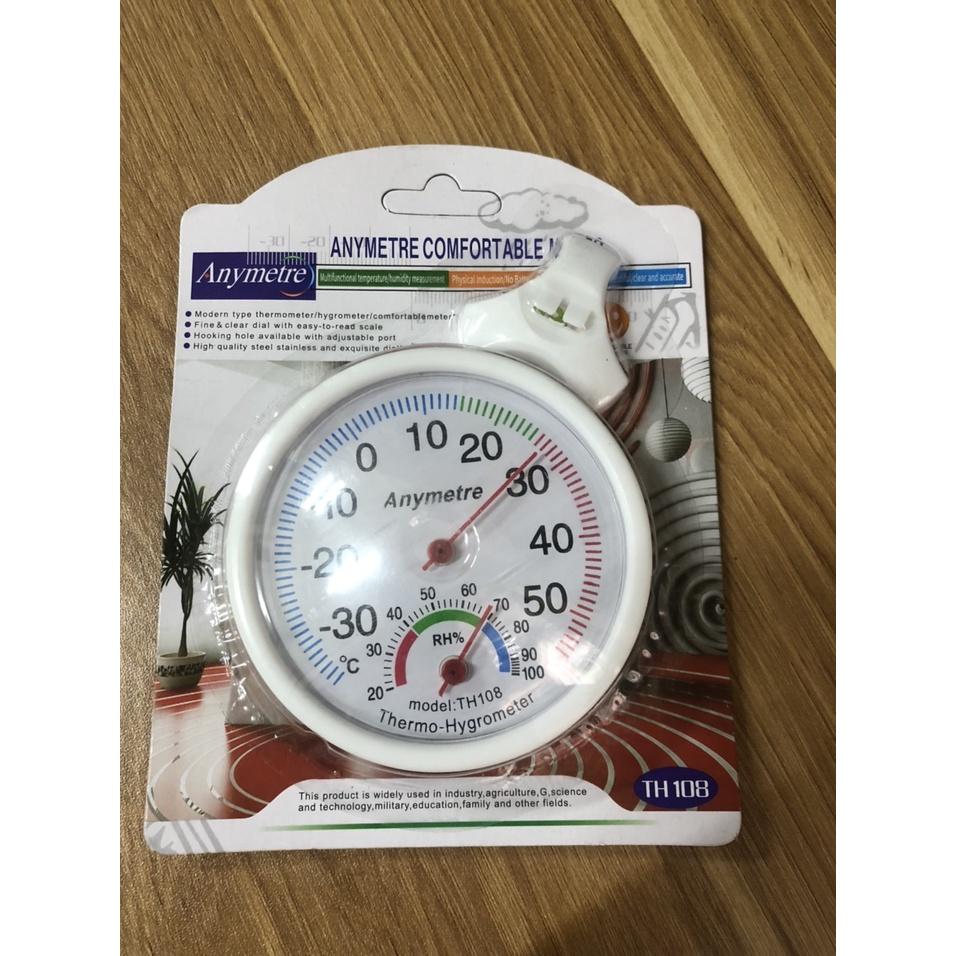 -30 -20
ANYMETRE COMFORTABLE
Anymetre
Multifunctional temperature/humidity measurement
Physical induction/No
clear and accurate
Modern type thermometer/hygrometer/comfortablemeter
Fine & clear dial with easy-to-read scale
Hooking hole available with adjustable port
High quality steel stainless and exquisite
-30 -20 -10 0 10 20 30 40 50
Anymetre
°C
20 30 40 50 60 70 80 90 100
RH%
model:TH108
Thermo-Hygrometer
TH 108
This product is widely used in industry,agriculture,G,science
and technology,military,education,family and other fields.